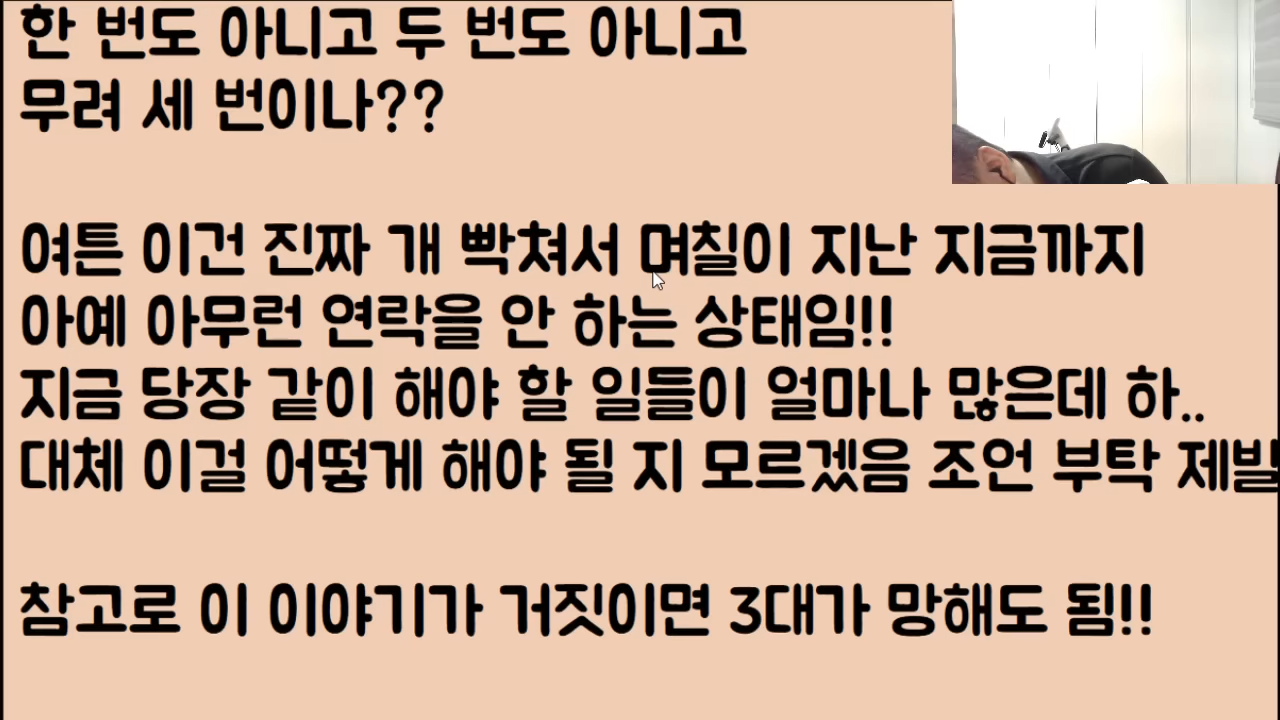 한 번도 아니고 두 번도 아니고
무려 세 번이나??
여튼 이건 진짜 개 빡쳐서 며칠이 지난 지금까지
아예 아무런 연락을 안 하는 상태임!!
지금 당장 같이 해야 할 일들이 얼마나 많은데 하..
대체 이걸 어떻게 해야 될 지 모르겠음 조언 부탁 제발
참고로 이 이야기가 거짓이면 3대가 망해도 됨!!